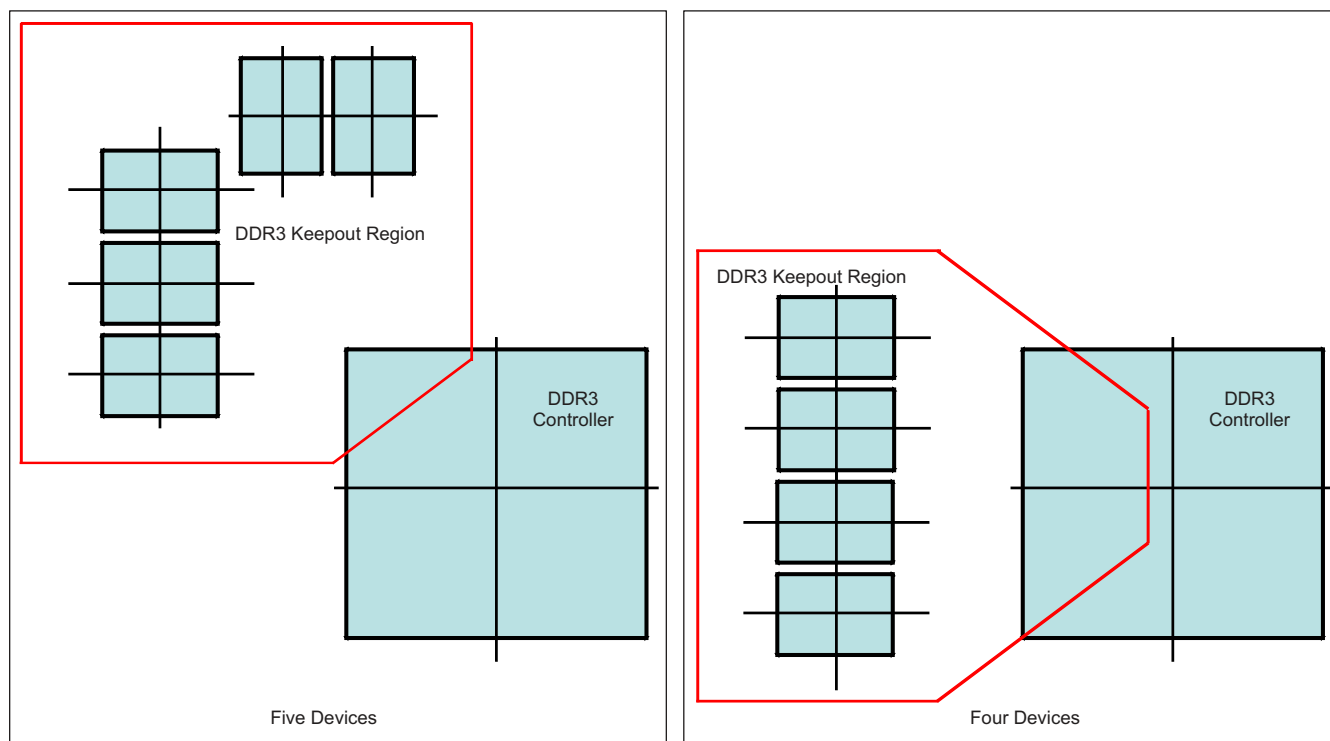 DDR3 Keepout Region
DDR3
Controller
Five Devices
DDR3 Keepout Region
DDR3
Controller
Four Devices